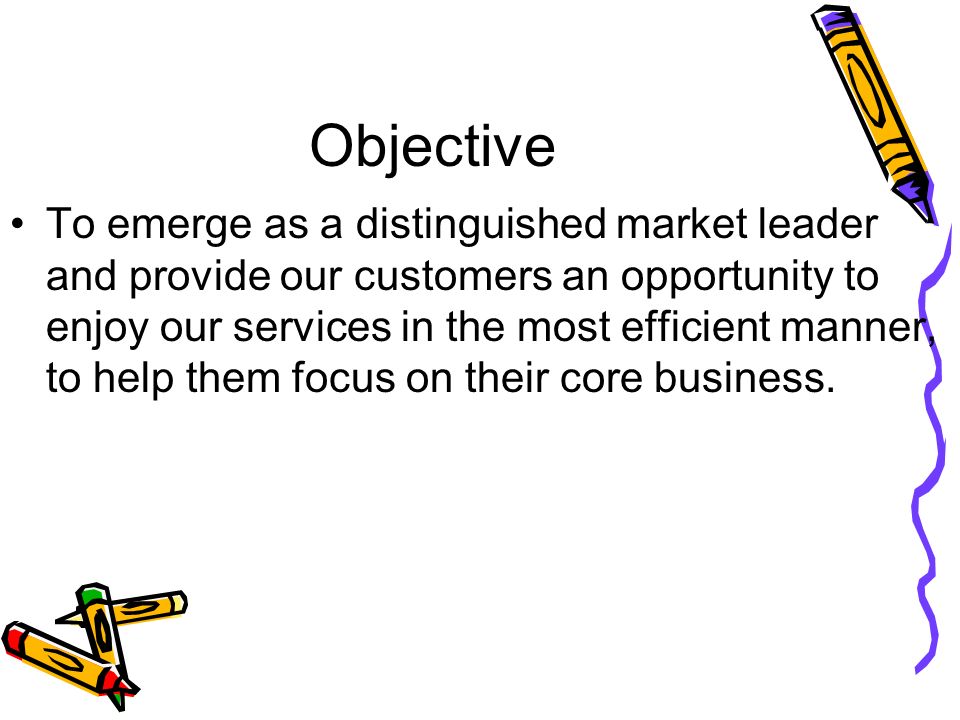 Objective
• To emerge as a distinguished market leader
and provide our customers an opportunity to
enjoy our services in the most efficient manner,
to help them focus on their core business.